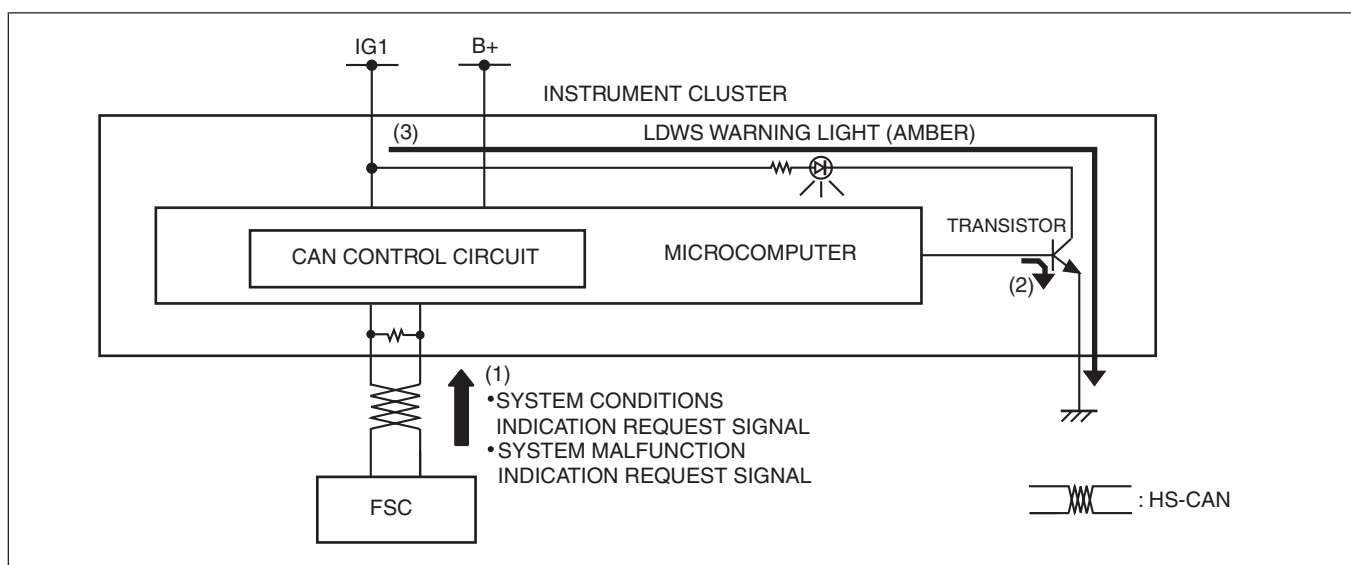 IG1
B+
INSTRUMENT CLUSTER
(3)
LDWS WARNING LIGHT (AMBER)
TRANSISTOR
CAN CONTROL CIRCUIT
MICROCOMPUTER
(2)
(1)
•SYSTEM CONDITIONS
INDICATION REQUEST SIGNAL
•SYSTEM MALFUNCTION
INDICATION REQUEST SIGNAL
FSC
: HS-CAN